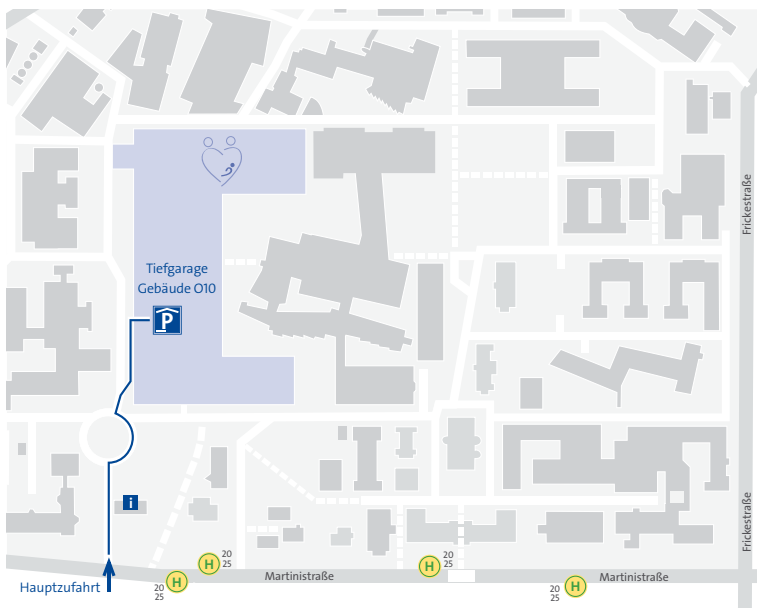 Frickestraße
Tiefgarage
Gebäude O10
P
i
Frickestraße
20
25
H
20
25
H
Martinistraße
H
20
25
Martinistraße
Hauptzufahrt
20
25
H